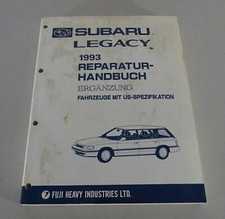 SUBARU
LEGACY
1993
REPARATUR-
HANDBUCH
ERGÄNZUNG
FAHRZEUGE MIT US-SPEZIFIKATION
FUJI HEAVY INDUSTRIES LTD.